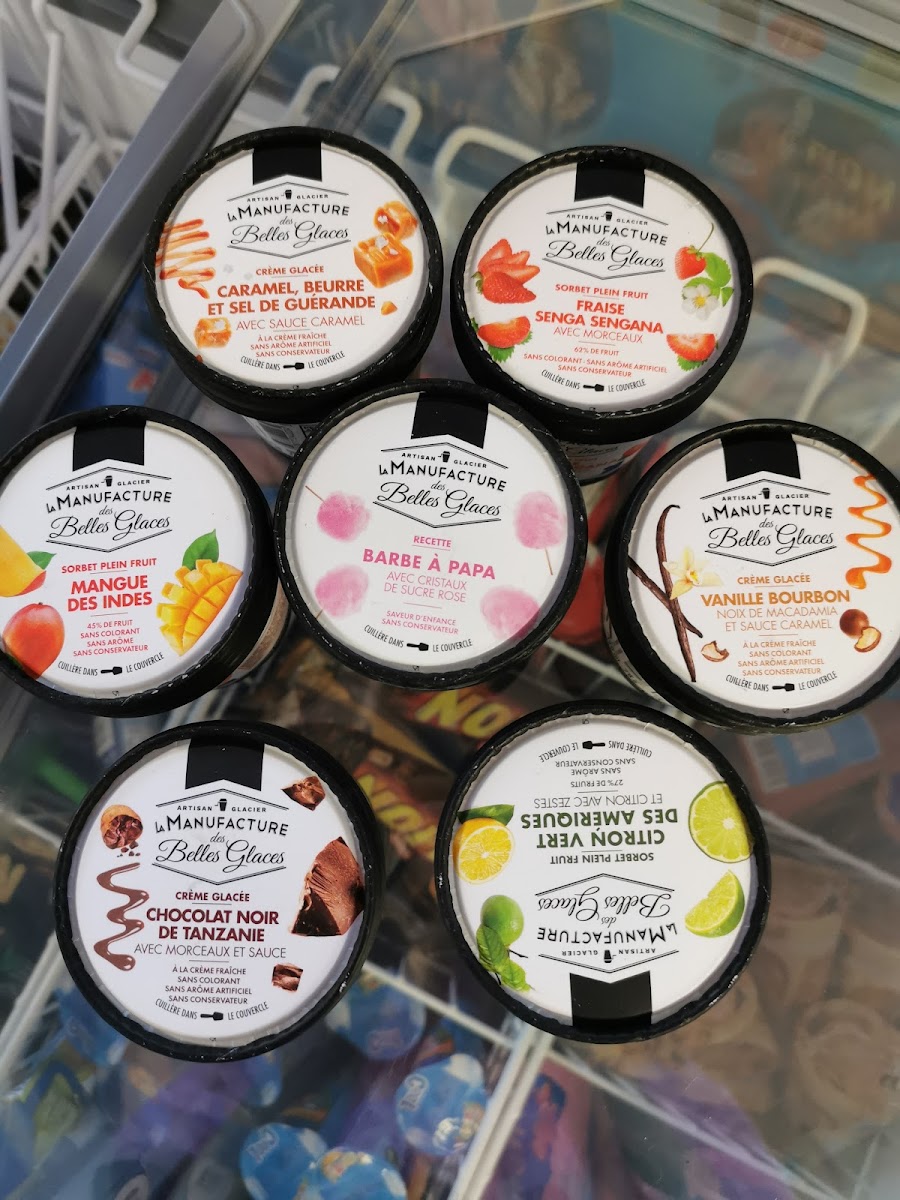 ARTISAN GLACIER
LA MANUFACTURE
des
Belles Glaces
CRÈME GLACÉE
CARAMEL, BEURRE
ET SEL DE GUÉRANDE
AVEC SAUCE CARAMEL
À LA CRÈME FRAÎCHE
SANS ARÔME ARTIFICIEL
SANS CONSERVATEUR
CUILLÈRE DANS LE COUVERCLE
ARTISAN GLACIER
LA MANUFACTURE
des
Belles Glaces
SORBET PLEIN FRUIT
FRAISE
SENGA SENGANA
AVEC MORCEAUX
62% DE FRUIT
SANS COLORANT - SANS ARÔME ARTIFICIEL
SANS CONSERVATEUR
CUILLÈRE DANS LE COUVERCLE
ARTISAN GLACIER
LA MANUFACTURE
des
Belles Glaces
SORBET PLEIN FRUIT
MANGUE
DES INDES
45% DE FRUIT
SANS COLORANT
SANS ARÔME
SANS CONSERVATEUR
CUILLÈRE DANS LE COUVERCLE
ARTISAN GLACIER
LA MANUFACTURE
des
Belles Glaces
RECETTE
BARBE À PAPA
AVEC CRISTAUX
DE SUCRE ROSE
SAVEUR D'ENFANCE
SANS CONSERVATEUR
CUILLÈRE DANS LE COUVERCLE
ARTISAN GLACIER
LA MANUFACTURE
des
Belles Glaces
CRÈME GLACÉE
VANILLE BOURBON
NOIX DE MACADAMIA
ET SAUCE CARAMEL
À LA CRÈME FRAÎCHE
SANS COLORANT
SANS ARÔME ARTIFICIEL
SANS CONSERVATEUR
CUILLÈRE DANS LE COUVERCLE
ARTISAN GLACIER
LA MANUFACTURE
des
Belles Glaces
CRÈME GLACÉE
CHOCOLAT NOIR
DE TANZANIE
AVEC MORCEAUX ET SAUCE
À LA CRÈME FRAÎCHE
SANS COLORANT
SANS ARÔME ARTIFICIEL
SANS CONSERVATEUR
CUILLÈRE DANS LE COUVERCLE
ARTISAN GLACIER
LA MANUFACTURE
des
Belles Glaces
SORBET PLEIN FRUIT
CITRON VERT
DES AMERIQUES
ET CITRON AVEC ZESTES
27% DE FRUITS
SANS ARÔME
SANS CONSERVATEUR
CUILLÈRE DANS LE COUVERCLE